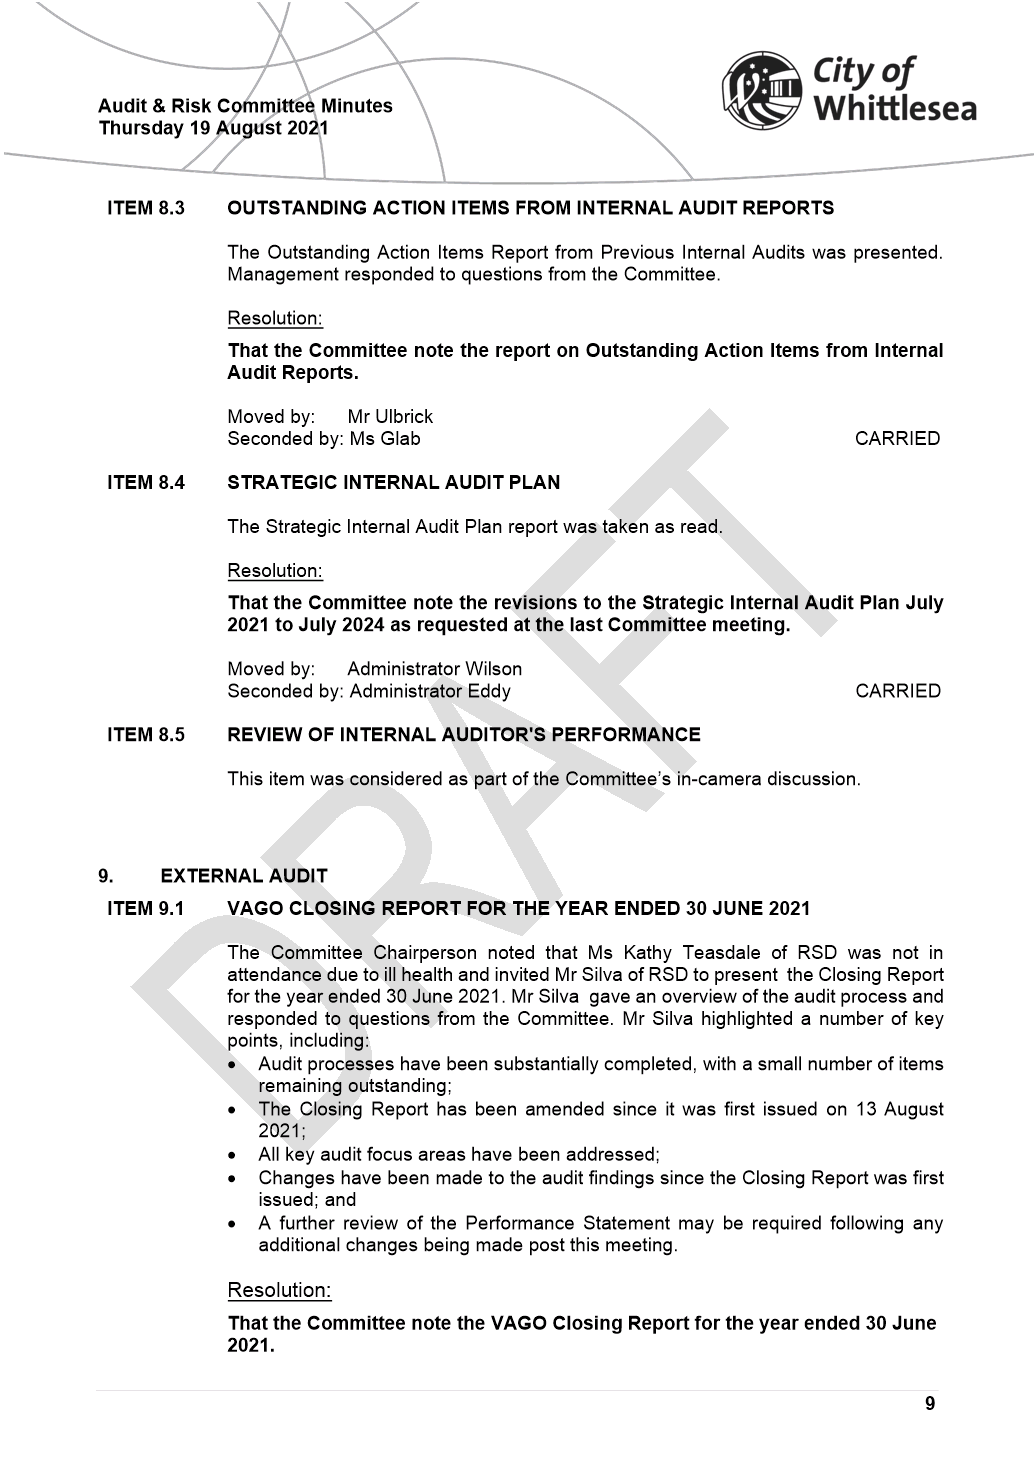 City of
Whittlesea
Audit & Risk Committee Minutes
Thursday 19 August 2021
ITEM 8.3 OUTSTANDING ACTION ITEMS FROM INTERNAL AUDIT REPORTS
The Outstanding Action Items Report from Previous Internal Audits was presented.
Management responded to questions from the Committee.
Resolution:
That the Committee note the report on Outstanding Action Items from Internal
Audit Reports.
Moved by: Mr Ulbrick
Seconded by: Ms Glab CARRIED
ITEM 8.4 STRATEGIC INTERNAL AUDIT PLAN
The Strategic Internal Audit Plan report was taken as read.
Resolution:
That the Committee note the revisions to the Strategic Internal Audit Plan July
2021 to July 2024 as requested at the last Committee meeting.
Moved by: Administrator Wilson
Seconded by: Administrator Eddy CARRIED
ITEM 8.5 REVIEW OF INTERNAL AUDITOR'S PERFORMANCE
This item was considered as part of the Committee’s in-camera discussion.
DRAFT
9. EXTERNAL AUDIT
ITEM 9.1 VAGO CLOSING REPORT FOR THE YEAR ENDED 30 JUNE 2021
The Committee Chairperson noted that Ms Kathy Teasdale of RSD was not in
attendance due to ill health and invited Mr Silva of RSD to present the Closing Report
for the year ended 30 June 2021. Mr Silva gave an overview of the audit process and
responded to questions from the Committee. Mr Silva highlighted a number of key
points, including:
• Audit processes have been substantially completed, with a small number of items
remaining outstanding;
• The Closing Report has been amended since it was first issued on 13 August
2021;
• All key audit focus areas have been addressed;
• Changes have been made to the audit findings since the Closing Report was first
issued; and
• A further review of the Performance Statement may be required following any
additional changes being made post this meeting.
Resolution:
That the Committee note the VAGO Closing Report for the year ended 30 June
2021.
9